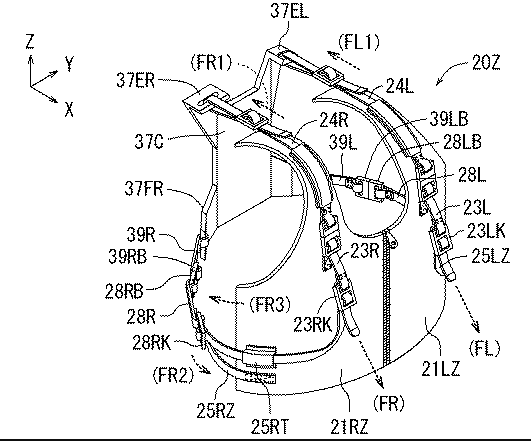 37EL
Z
Y
X
(FL1)
20Z
37ER
(FR1)
24L
37C
24R
39LB
39L
28LB
28L
37FR
23L
39R
23LK
39RB
23R
25LZ
28RB
(FR3)
23RK
28R
28RK
(FL)
(FR2)
(FR)
21LZ
25RZ
25RT
21RZ